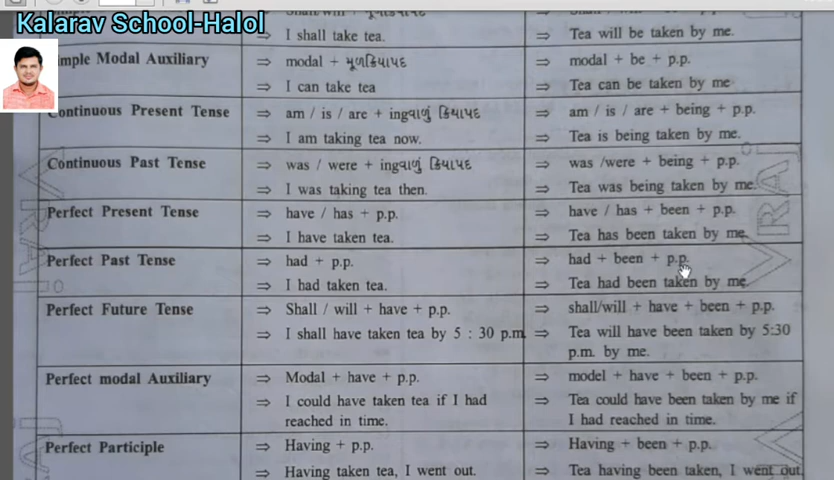 Kalarav School-Halol
⇒ I shall take tea.
⇒ Tea will be taken by me.
imple Modal Auxiliary
⇒ modal + મૂળક્રિયાપદ
⇒ modal + be + p.p.
⇒ I can take tea
⇒ Tea can be taken by me
Continuous Present Tense
⇒ am / is / are + ingવાળું ક્રિયાપદ
⇒ am / is / are + being + p.p.
⇒ I am taking tea now.
⇒ Tea is being taken by me.
Continuous Past Tense
⇒ was / were + ingવાળું ક્રિયાપદ
⇒ was /were + being + p.p.
⇒ I was taking tea then.
⇒ Tea was being taken by me.
Perfect Present Tense
⇒ have / has + p.p.
⇒ have / has + been + p.p.
⇒ I have taken tea.
⇒ Tea has been taken by me.
Perfect Past Tense
⇒ had + p.p.
⇒ had + been + p.p.
⇒ I had taken tea.
⇒ Tea had been taken by me.
Perfect Future Tense
⇒ Shall / will + have + p.p.
⇒ shall/will + have + been + p.p.
⇒ I shall have taken tea by 5 : 30 p.m.
⇒ Tea will have been taken by 5:30
p.m. by me.
Perfect modal Auxiliary
⇒ Modal + have + p.p.
⇒ model + have + been + p.p.
⇒ I could have taken tea if I had
reached in time.
⇒ Tea could have been taken by me if
I had reached in time.
Perfect Participle
⇒ Having + p.p.
⇒ Having + been + p.p.
⇒ Having taken tea, I went out.
⇒ Tea having been taken, I went out.